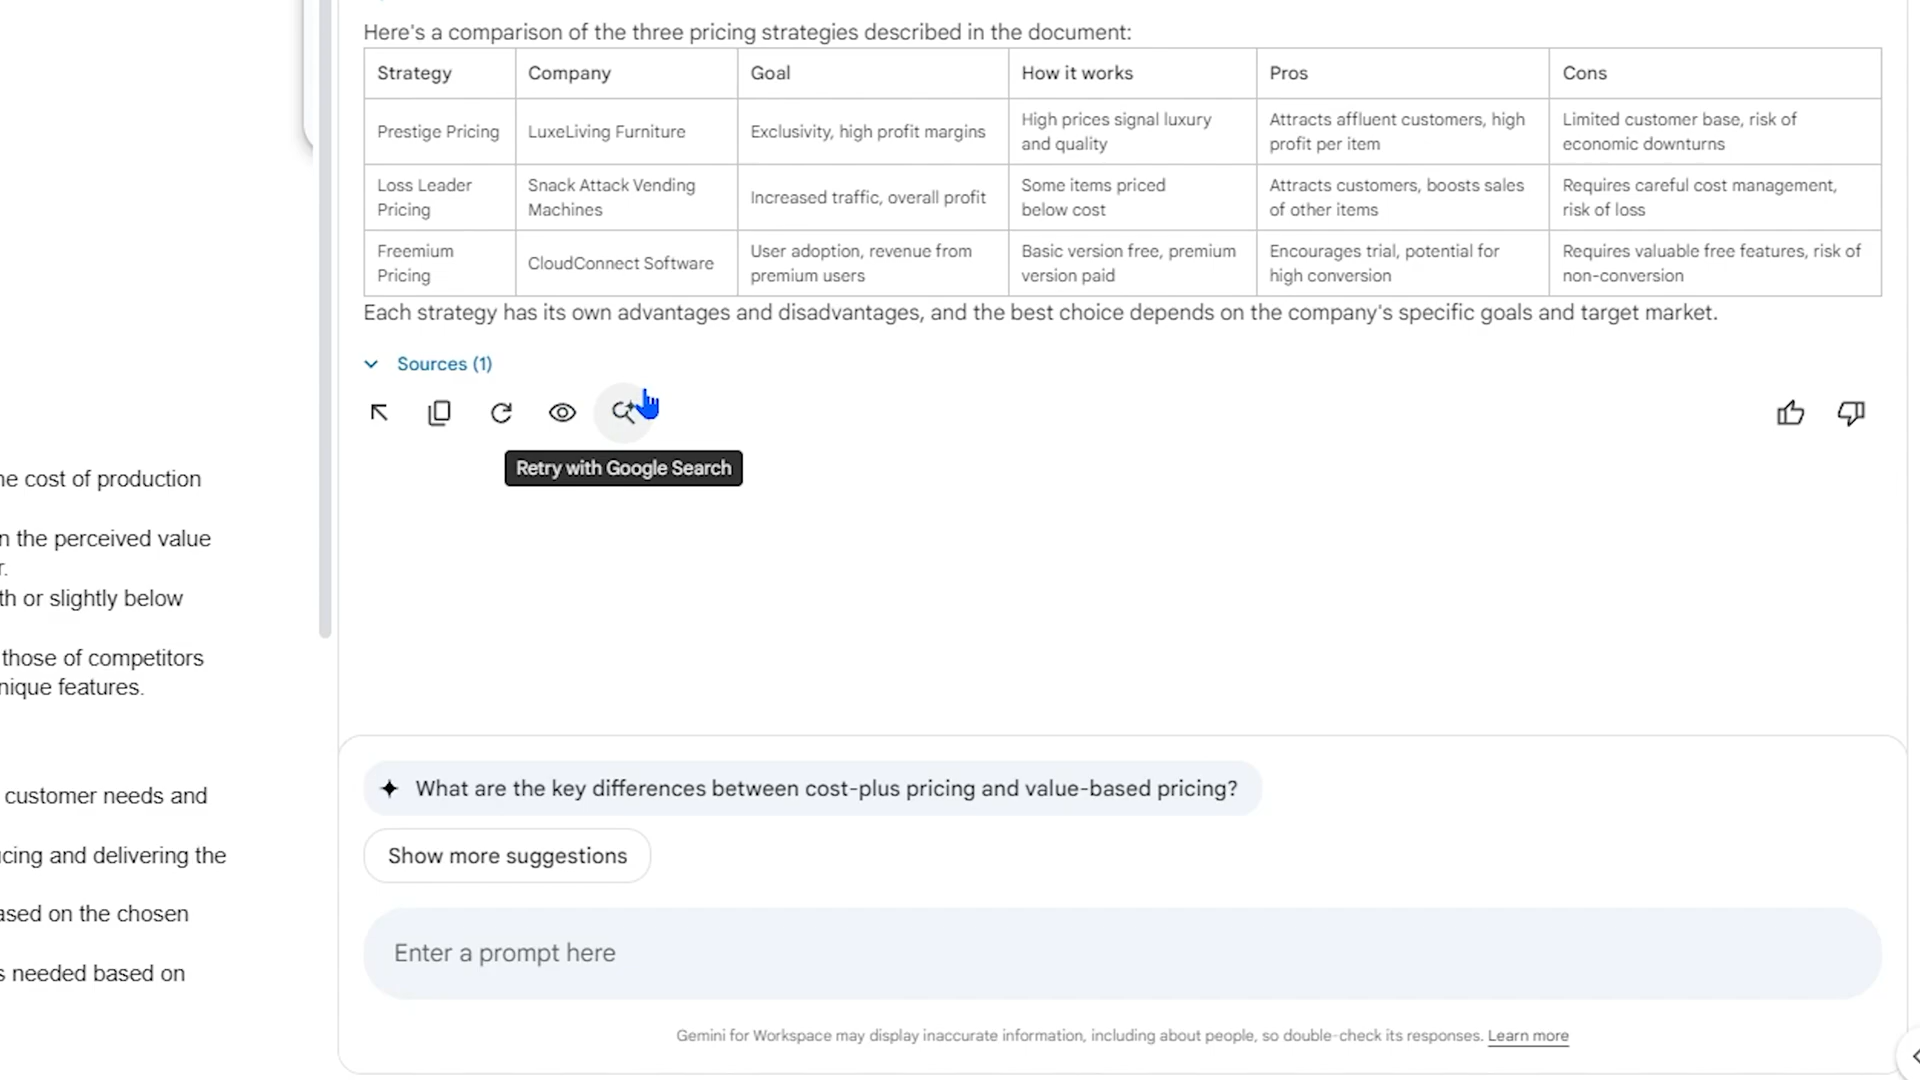 Here's a comparison of the three pricing strategies described in the document:
Strategy Company Goal How it works Pros Cons
Prestige Pricing LuxeLiving Furniture Exclusivity, high profit margins High prices signal luxury and quality Attracts affluent customers, high profit per item Limited customer base, risk of economic downturns
Loss Leader Pricing Snack Attack Vending Machines Increased traffic, overall profit Some items priced below cost Attracts customers, boosts sales of other items Requires careful cost management, risk of loss
Freemium Pricing CloudConnect Software User adoption, revenue from premium users Basic version free, premium version paid Encourages trial, potential for high conversion Requires valuable free features, risk of non-conversion
Each strategy has its own advantages and disadvantages, and the best choice depends on the company's specific goals and target market.
Sources (1)
Retry with Google Search
cost of production
the perceived value
or slightly below
those of competitors
features.
customer needs and
and delivering the
on the chosen
needed based on
What are the key differences between cost-plus pricing and value-based pricing?
Show more suggestions
Enter a prompt here
Gemini for Workspace may display inaccurate information, including about people, so double-check its responses. Learn more